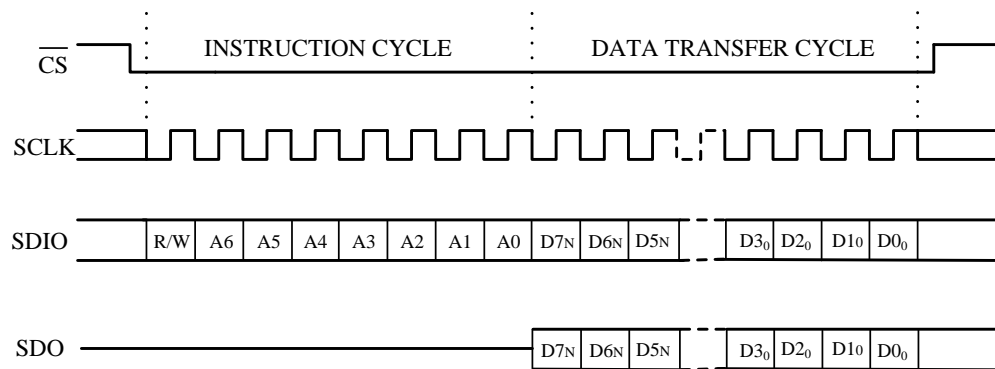 INSTRUCTION CYCLE DATA TRANSFER CYCLE
CS
SCLK
SDIO R/W A6 A5 A4 A3 A2 A1 A0 D7N D6N D5N D30 D20 D10 D00
SDO D7N D6N D5N D30 D20 D10 D00